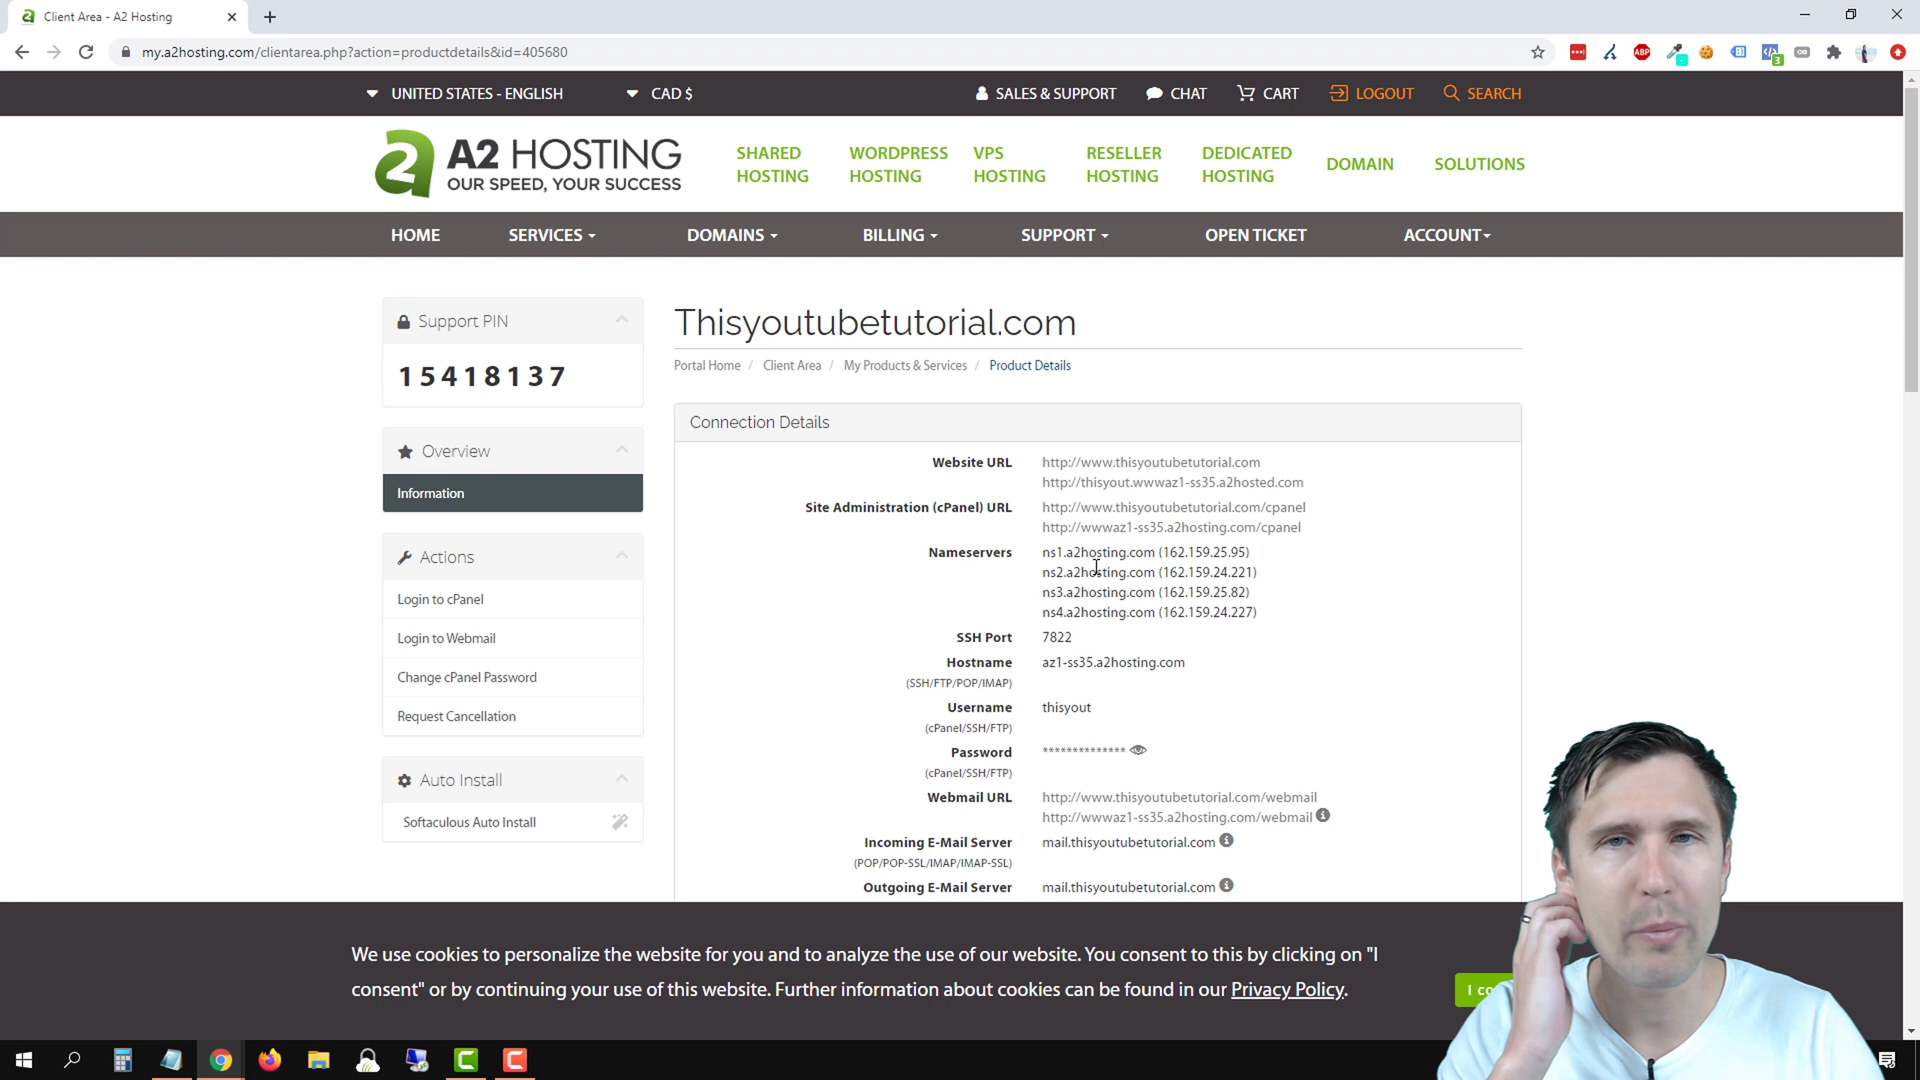 Client Area - A2 Hosting
my.a2hosting.com/clientarea.php?action=productdetails&id=405680
ABP
3
UNITED STATES - ENGLISH
CAD $
SALES & SUPPORT
CHAT
CART
LOGOUT
SEARCH
A2 HOSTING
OUR SPEED, YOUR SUCCESS
SHARED HOSTING
WORDPRESS HOSTING
VPS HOSTING
RESELLER HOSTING
DEDICATED HOSTING
DOMAIN
SOLUTIONS
HOME
SERVICES
DOMAINS
BILLING
SUPPORT
OPEN TICKET
ACCOUNT
Support PIN
15418137
Overview
Information
Actions
Login to cPanel
Login to Webmail
Change cPanel Password
Request Cancellation
Auto Install
Softaculous Auto Install
Thisyoutubetutorial.com
Portal Home / Client Area / My Products & Services / Product Details
Connection Details
Website URL http://www.thisyoutubetutorial.com
http://thisyout.wwwaz1-ss35.a2hosted.com
Site Administration (cPanel) URL http://www.thisyoutubetutorial.com/cpanel
http://wwwaz1-ss35.a2hosting.com/cpanel
Nameservers ns1.a2hosting.com (162.159.25.95)
ns2.a2hosting.com (162.159.24.221)
ns3.a2hosting.com (162.159.25.82)
ns4.a2hosting.com (162.159.24.227)
SSH Port 7822
Hostname az1-ss35.a2hosting.com
(SSH/FTP/POP/IMAP)
Username thisyout
(cPanel/SSH/FTP)
Password **************
(cPanel/SSH/FTP)
Webmail URL http://www.thisyoutubetutorial.com/webmail
http://wwwaz1-ss35.a2hosting.com/webmail
Incoming E-Mail Server mail.thisyoutubetutorial.com
(POP/POP-SSL/IMAP/IMAP-SSL)
Outgoing E-Mail Server mail.thisyoutubetutorial.com
We use cookies to personalize the website for you and to analyze the use of our website. You consent to this by clicking on "I
consent" or by continuing your use of this website. Further information about cookies can be found in our Privacy Policy.
I co